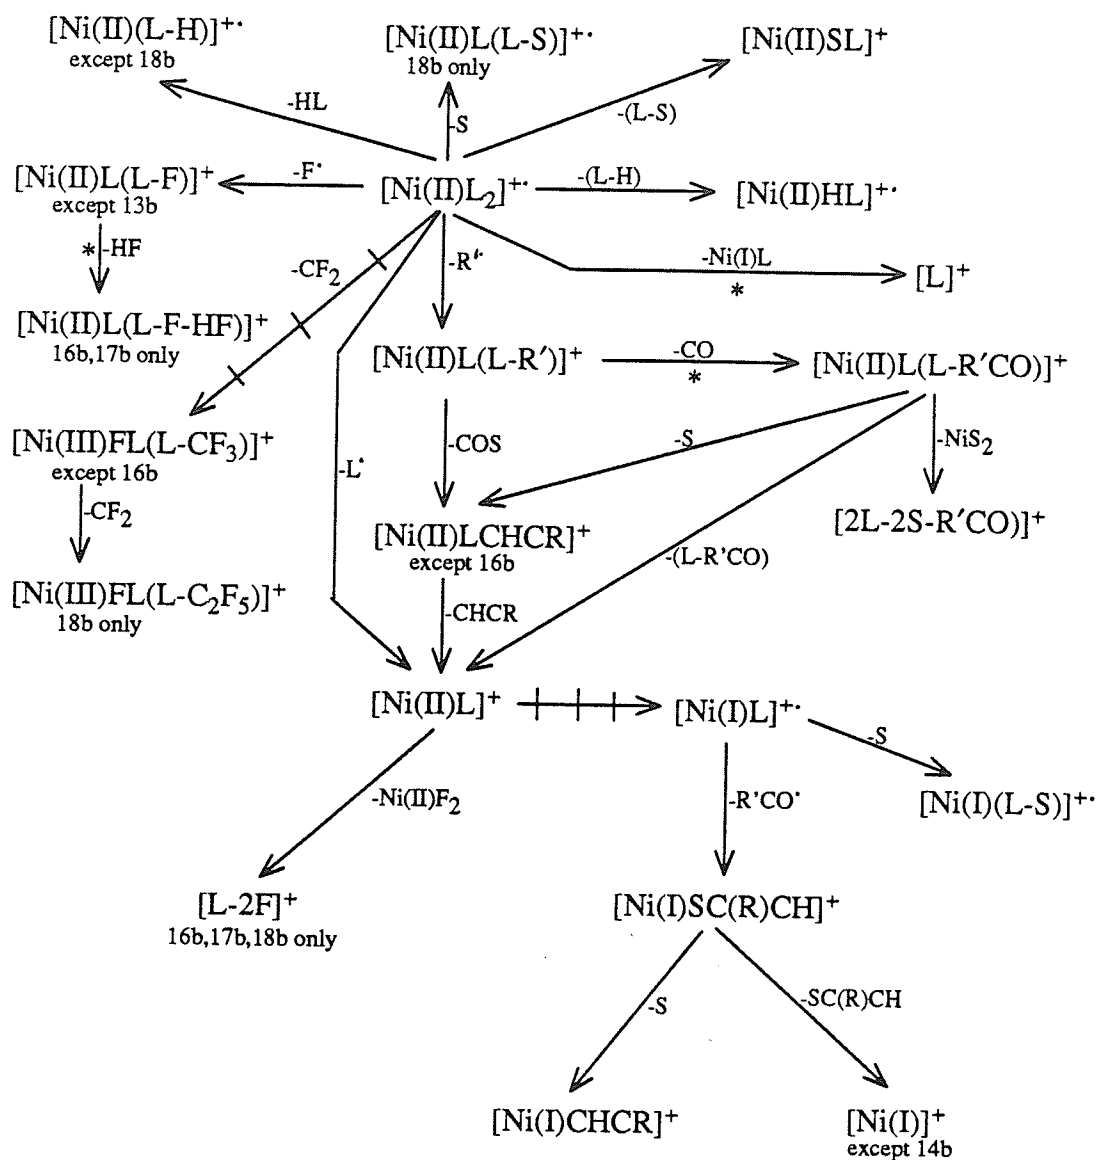 [Ni(II)(L-H)]⁺·
except 18b
[Ni(II)L(L-S)]⁺·
18b only
[Ni(II)SL]⁺
-HL
-S
-(L-S)
[Ni(II)L(L-F)]⁺
except 13b
-F·
[Ni(II)L₂]⁺·
-(L-H)
[Ni(II)HL]⁺·
* -HF
-CF₂
-R'·
-Ni(I)L
*
[L]⁺
[Ni(II)L(L-F-HF)]⁺
16b,17b only
[Ni(II)L(L-R')]⁺
-CO
*
[Ni(II)L(L-R'CO)]⁺
[Ni(III)FL(L-CF₃)]⁺
except 16b
-L·
-COS
-S
-NiS₂
-CF₂
[Ni(II)LCHCR]⁺
except 16b
[2L-2S-R'CO)]⁺
-(L-R'CO)
[Ni(III)FL(L-C₂F₅)]⁺
18b only
-CHCR
[Ni(II)L]⁺
[Ni(I)L]⁺·
-S
-Ni(II)F₂
-R'CO·
[Ni(I)(L-S)]⁺·
[L-2F]⁺
16b,17b,18b only
[Ni(I)SC(R)CH]⁺
-S
-SC(R)CH
[Ni(I)CHCR]⁺
[Ni(I)]⁺
except 14b